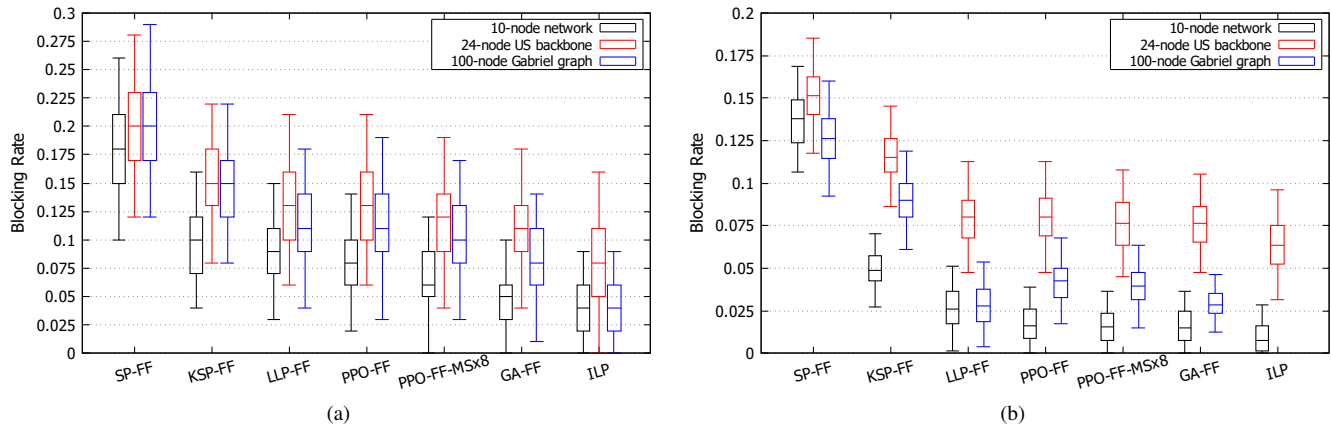 0.3
0.275
0.25
0.225
0.2
0.175
0.15
0.125
0.1
0.075
0.05
0.025
0
Blocking Rate
10-node network
24-node US backbone
100-node Gabriel graph
SP-FF
KSP-FF
LLP-FF
PPO-FF
PPO-FF-MSx8
GA-FF
ILP
(a)
0.2
0.175
0.15
0.125
0.1
0.075
0.05
0.025
0
Blocking Rate
10-node network
24-node US backbone
100-node Gabriel graph
SP-FF
KSP-FF
LLP-FF
PPO-FF
PPO-FF-MSx8
GA-FF
ILP
(b)